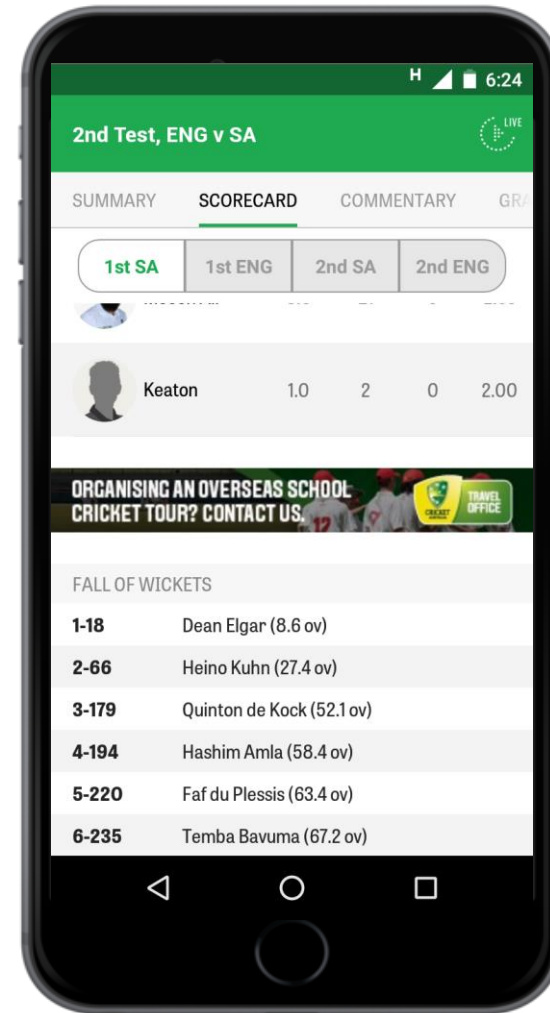 H 6:24
2nd Test, ENG v SA
LIVE
SUMMARY SCORECARD COMMENTARY GRA
1st SA 1st ENG 2nd SA 2nd ENG
Keaton 1.0 2 0 2.00
ORGANISING AN OVERSEAS SCHOOL
CRICKET TOUR? CONTACT US.
12
CRICKET
AUSTRALIA
TRAVEL
OFFICE
FALL OF WICKETS
1-18 Dean Elgar (8.6 ov)
2-66 Heino Kuhn (27.4 ov)
3-179 Quinton de Kock (52.1 ov)
4-194 Hashim Amla (58.4 ov)
5-220 Faf du Plessis (63.4 ov)
6-235 Temba Bavuma (67.2 ov)